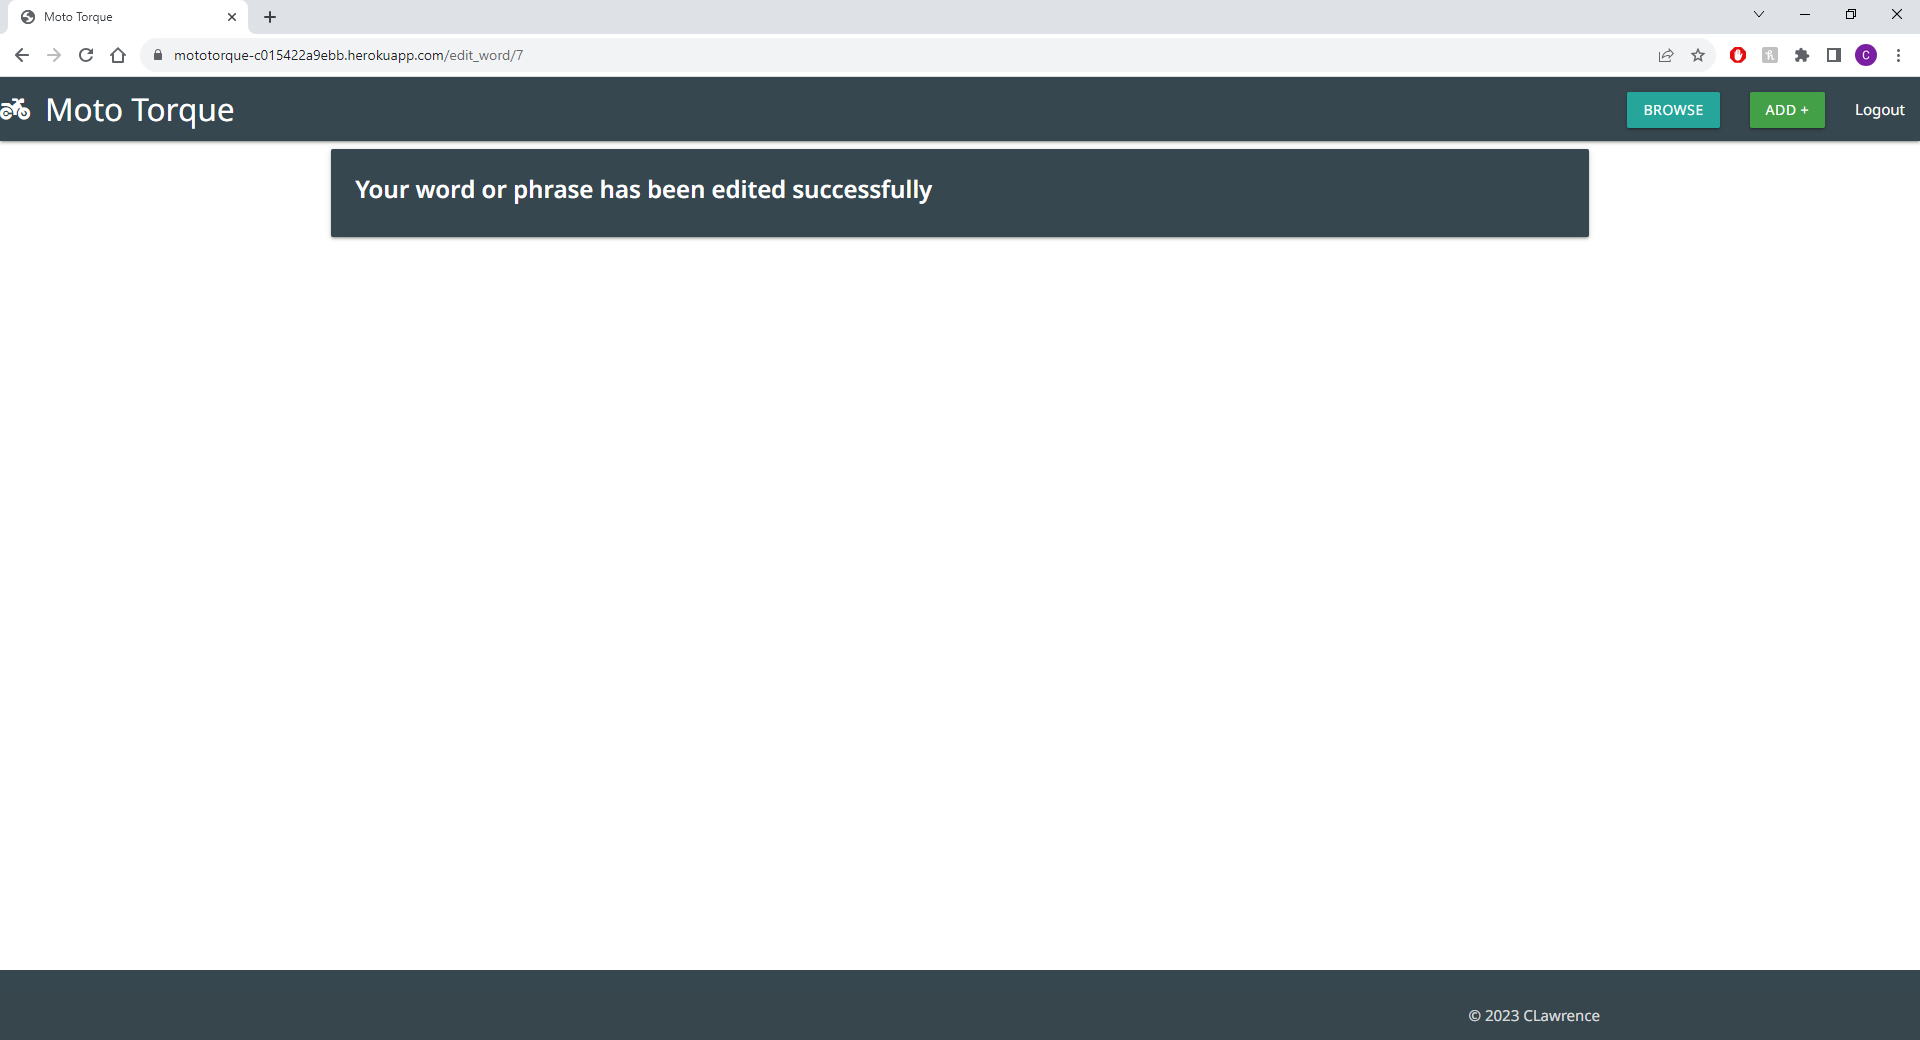 Moto Torque
mototorque-c015422a9ebb.herokuapp.com/edit_word/7
C
Moto Torque
BROWSE
ADD +
Logout
Your word or phrase has been edited successfully
© 2023 CLawrence